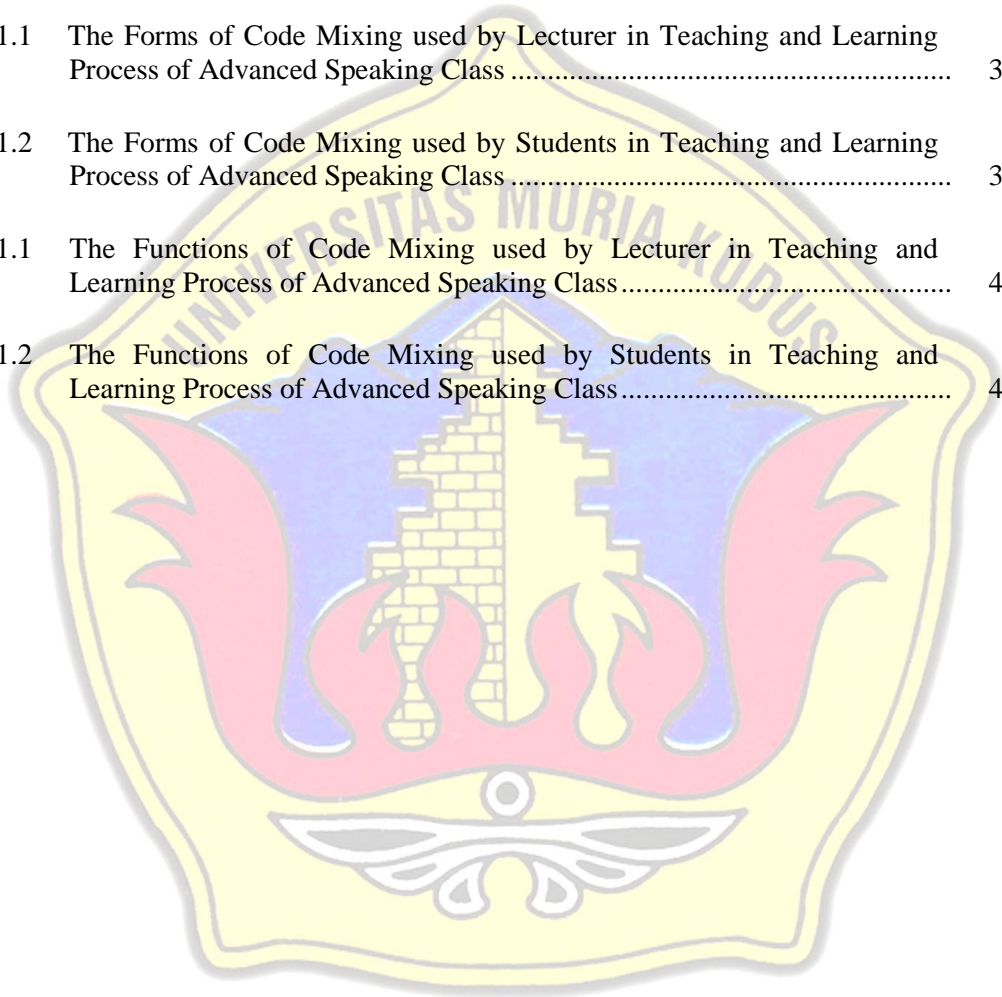 1.1 The Forms of Code Mixing used by Lecturer in Teaching and Learning
Process of Advanced Speaking Class ........................................................... 3
1.2 The Forms of Code Mixing used by Students in Teaching and Learning
Process of Advanced Speaking Class ........................................................... 3
1.1 The Functions of Code Mixing used by Lecturer in Teaching and
Learning Process of Advanced Speaking Class ............................................ 4
1.2 The Functions of Code Mixing used by Students in Teaching and
Learning Process of Advanced Speaking Class ............................................ 4
UNIVERSITAS MURIA KUDUS